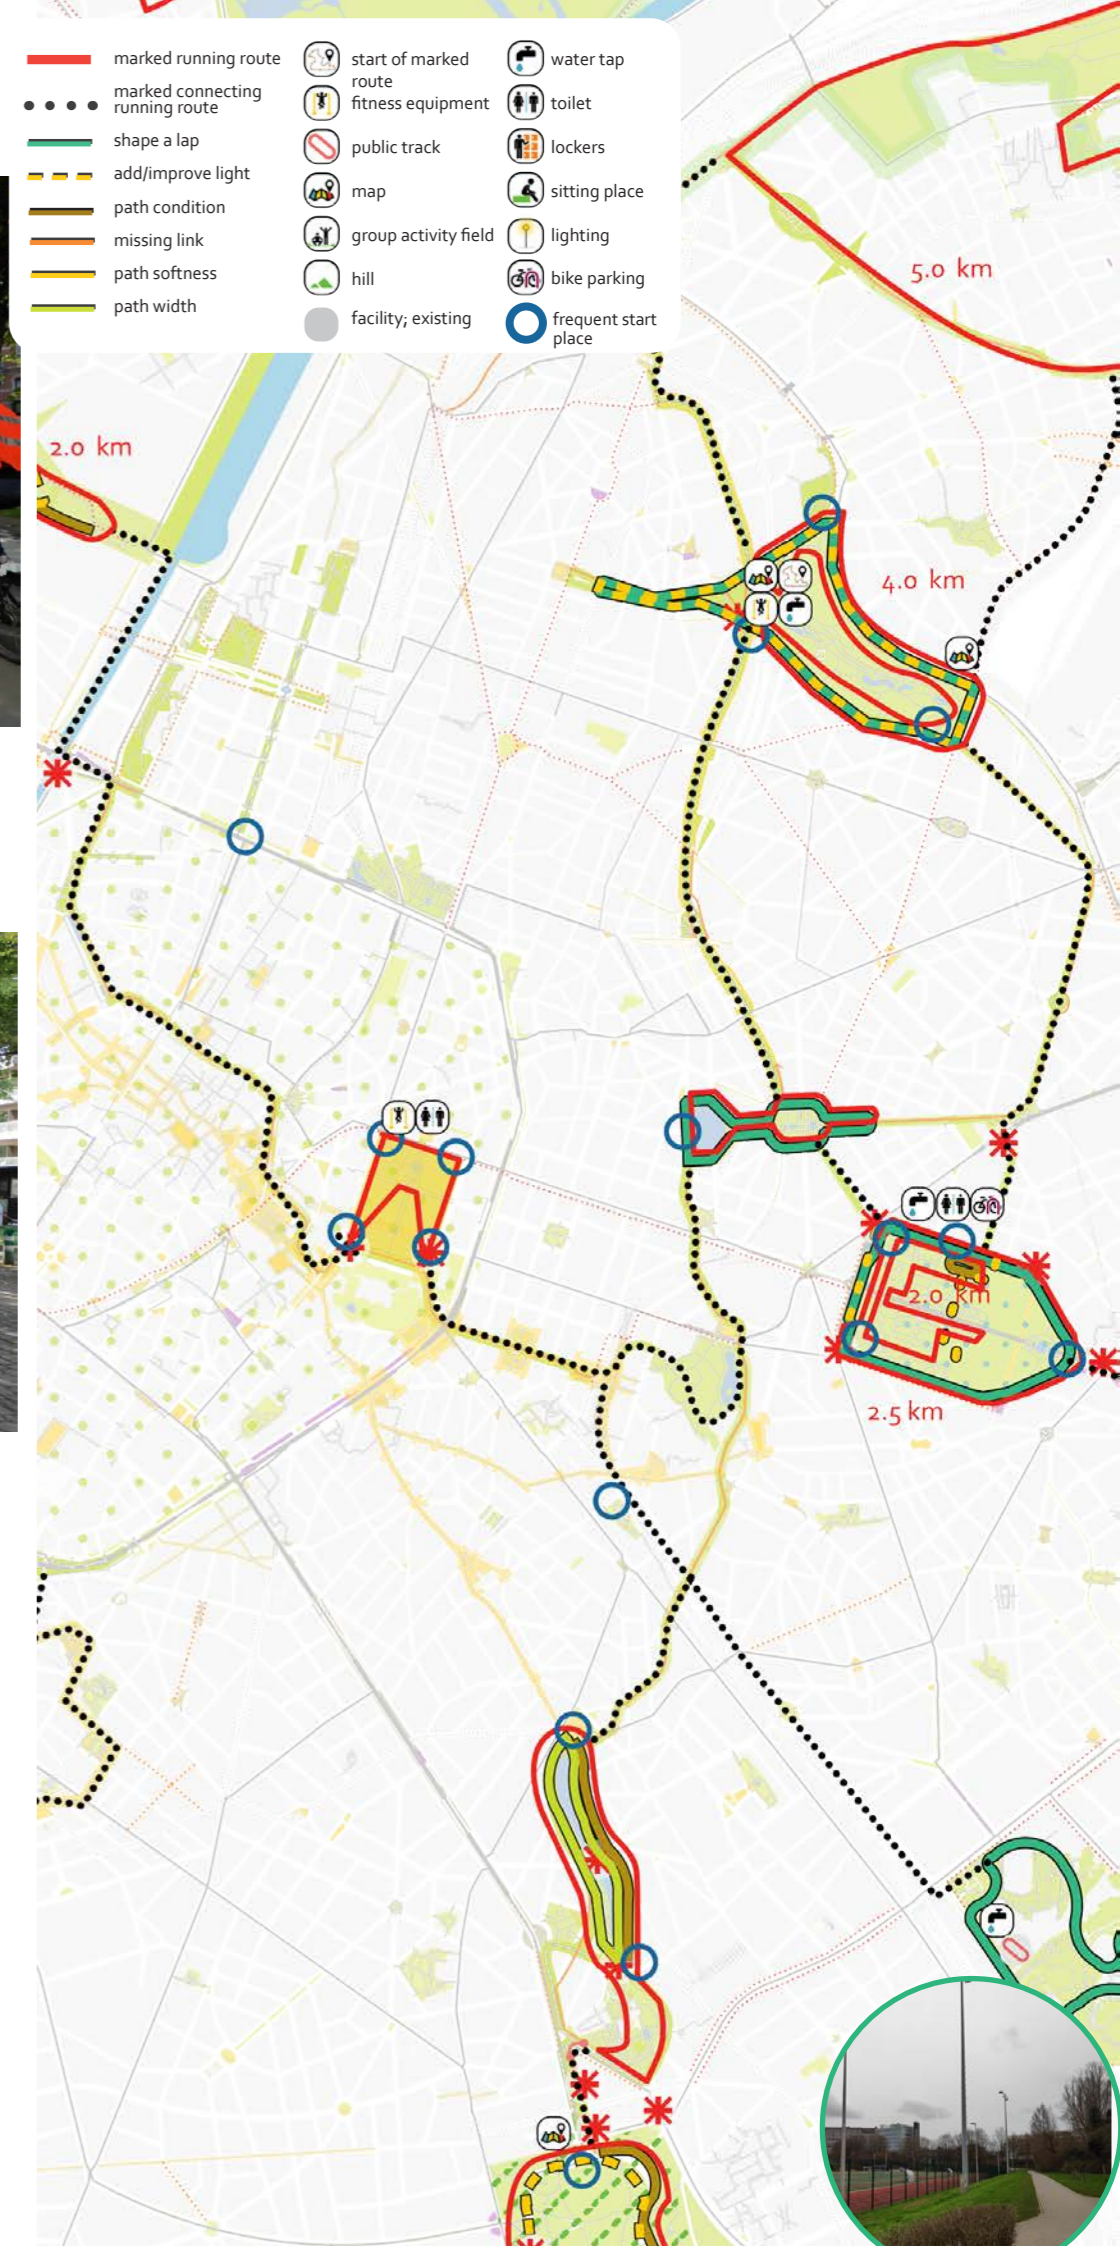 marked running route
marked connecting
running route
shape a lap
add/improve light
path condition
missing link
path softness
path width
start of marked
route
fitness equipment
public track
map
group activity field
hill
facility; existing
water tap
toilet
lockers
sitting place
lighting
bike parking
frequent start
place
5.0 km
2.0 km
4.0 km
2.0 km
2.5 km